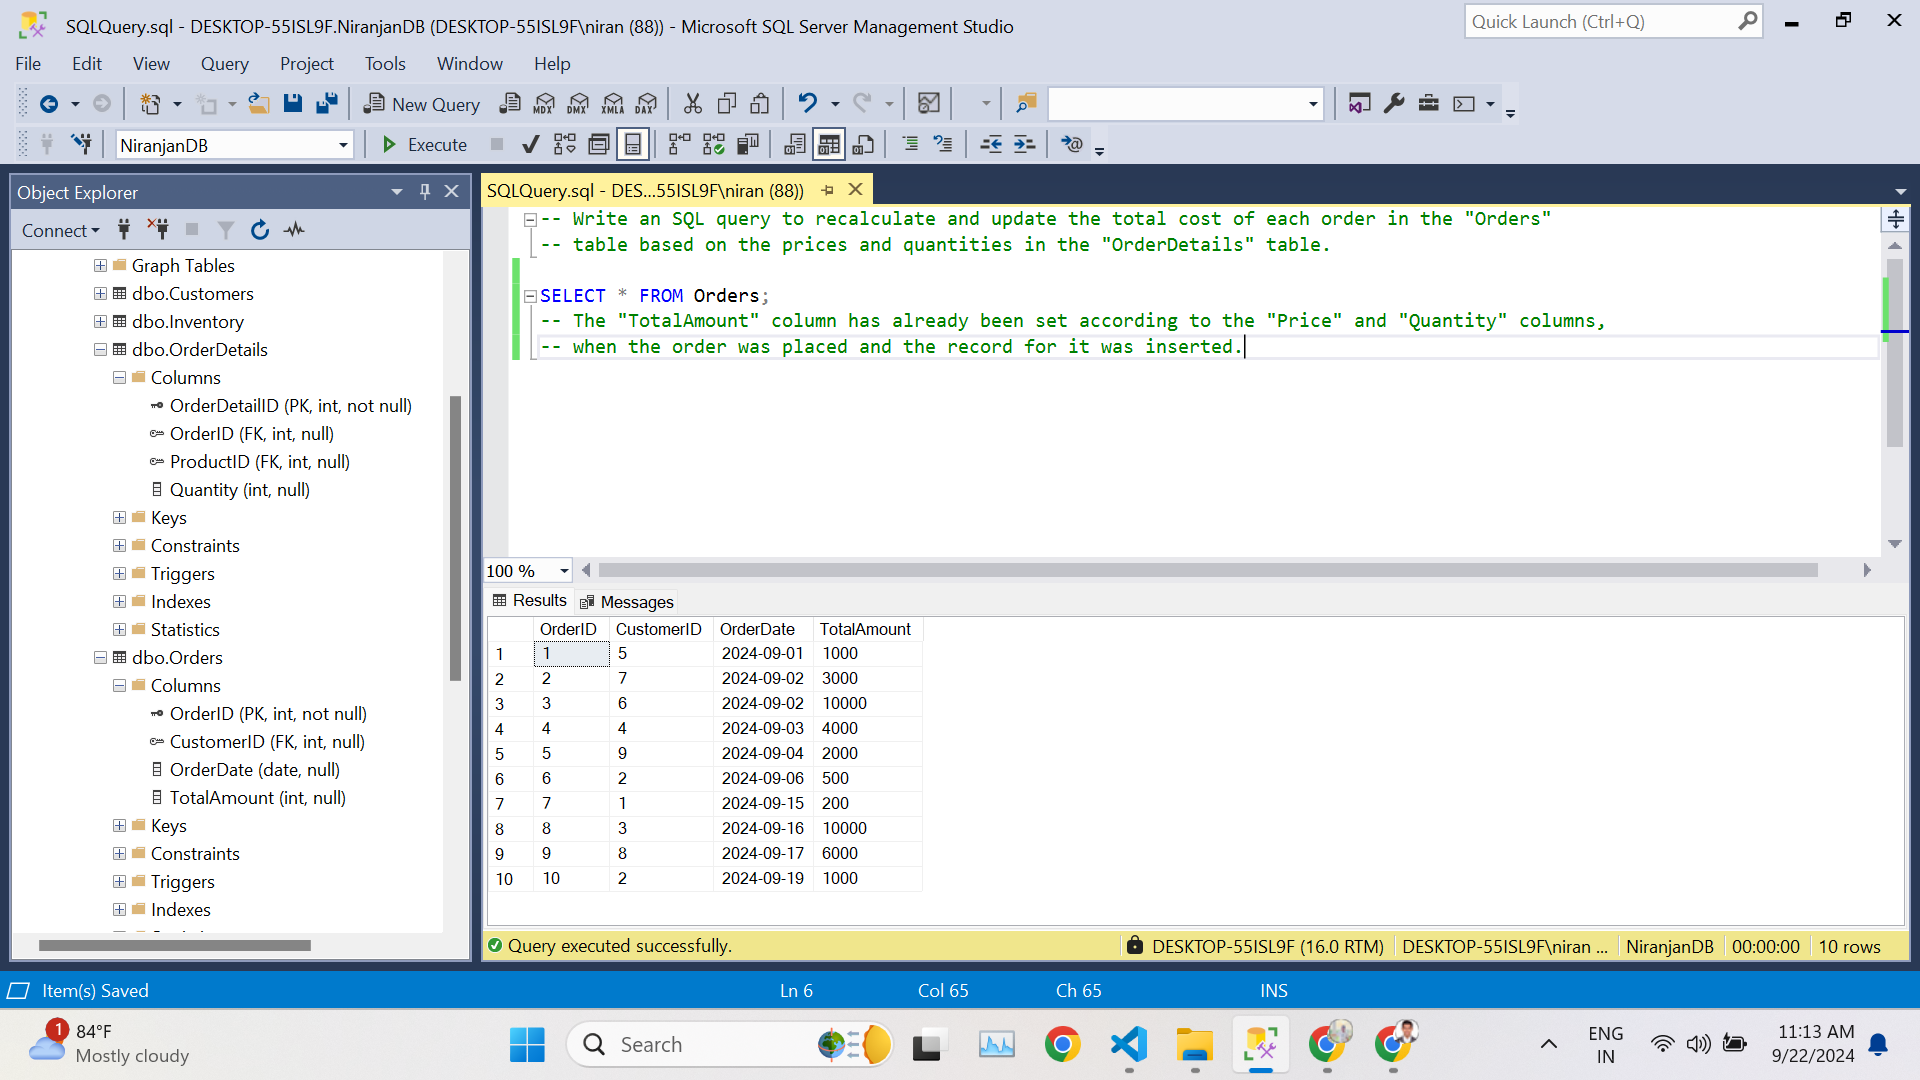 SQLQuery.sql - DESKTOP-55ISL9F.NiranjanDB (DESKTOP-55ISL9F\niran (88)) - Microsoft SQL Server Management Studio
Quick Launch (Ctrl+Q)
File Edit View Query Project Tools Window Help
New Query MDX DMX XMLA DAX
NiranjanDB Execute
Object Explorer
Connect
Graph Tables
dbo.Customers
dbo.Inventory
dbo.OrderDetails
Columns
OrderDetailID (PK, int, not null)
OrderID (FK, int, null)
ProductID (FK, int, null)
Quantity (int, null)
Keys
Constraints
Triggers
Indexes
Statistics
dbo.Orders
Columns
OrderID (PK, int, not null)
CustomerID (FK, int, null)
OrderDate (date, null)
TotalAmount (int, null)
Keys
Constraints
Triggers
Indexes
SQLQuery.sql - DES...55ISL9F\niran (88))
-- Write an SQL query to recalculate and update the total cost of each order in the "Orders"
-- table based on the prices and quantities in the "OrderDetails" table.
SELECT * FROM Orders;
-- The "TotalAmount" column has already been set according to the "Price" and "Quantity" columns,
-- when the order was placed and the record for it was inserted.
100 %
Results Messages
OrderID CustomerID OrderDate TotalAmount
1 1 5 2024-09-01 1000
2 2 7 2024-09-02 3000
3 3 6 2024-09-02 10000
4 4 4 2024-09-03 4000
5 5 9 2024-09-04 2000
6 6 2 2024-09-06 500
7 7 1 2024-09-15 200
8 8 3 2024-09-16 10000
9 9 8 2024-09-17 6000
10 10 2 2024-09-19 1000
Query executed successfully. DESKTOP-55ISL9F (16.0 RTM) DESKTOP-55ISL9F\niran ... NiranjanDB 00:00:00 10 rows
Item(s) Saved Ln 6 Col 65 Ch 65 INS
1
84°F
Mostly cloudy
Search
ENG
IN
11:13 AM
9/22/2024